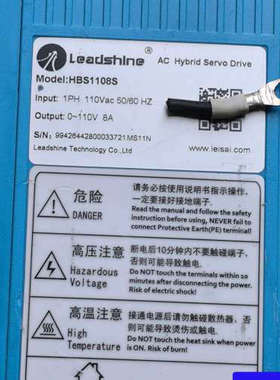 Leadshine®
AC Hybrid Servo Drive
Model:HBS1108S
Input: 1PH 110Vac 50/60 HZ
Output: 0~110V 8A
S/N: 99426442800033721MS11N
Leadshine Technology Co.,Ltd
www.leisai.com
危险
DANGER
请务必按使用说明书指示操作,
一定要接好接地端子.
Read the manual and follow the safety
instruction before using, NEVER fail to
connect Protective Earth(PE) terminal!
高压注意
Hazardous
Voltage
断电后10分钟内不要触碰端子,
否则可能导致触电.
Do NOT touch the terminals within 10
minutes after disconnecting the power.
Risk of electric shock!
高温注意
High
Temperature
接通电源后请勿触碰散热器, 否
则可能导致烫伤或触电.
Do NOT touch the heat sink when power
is ON. Risk of burn!